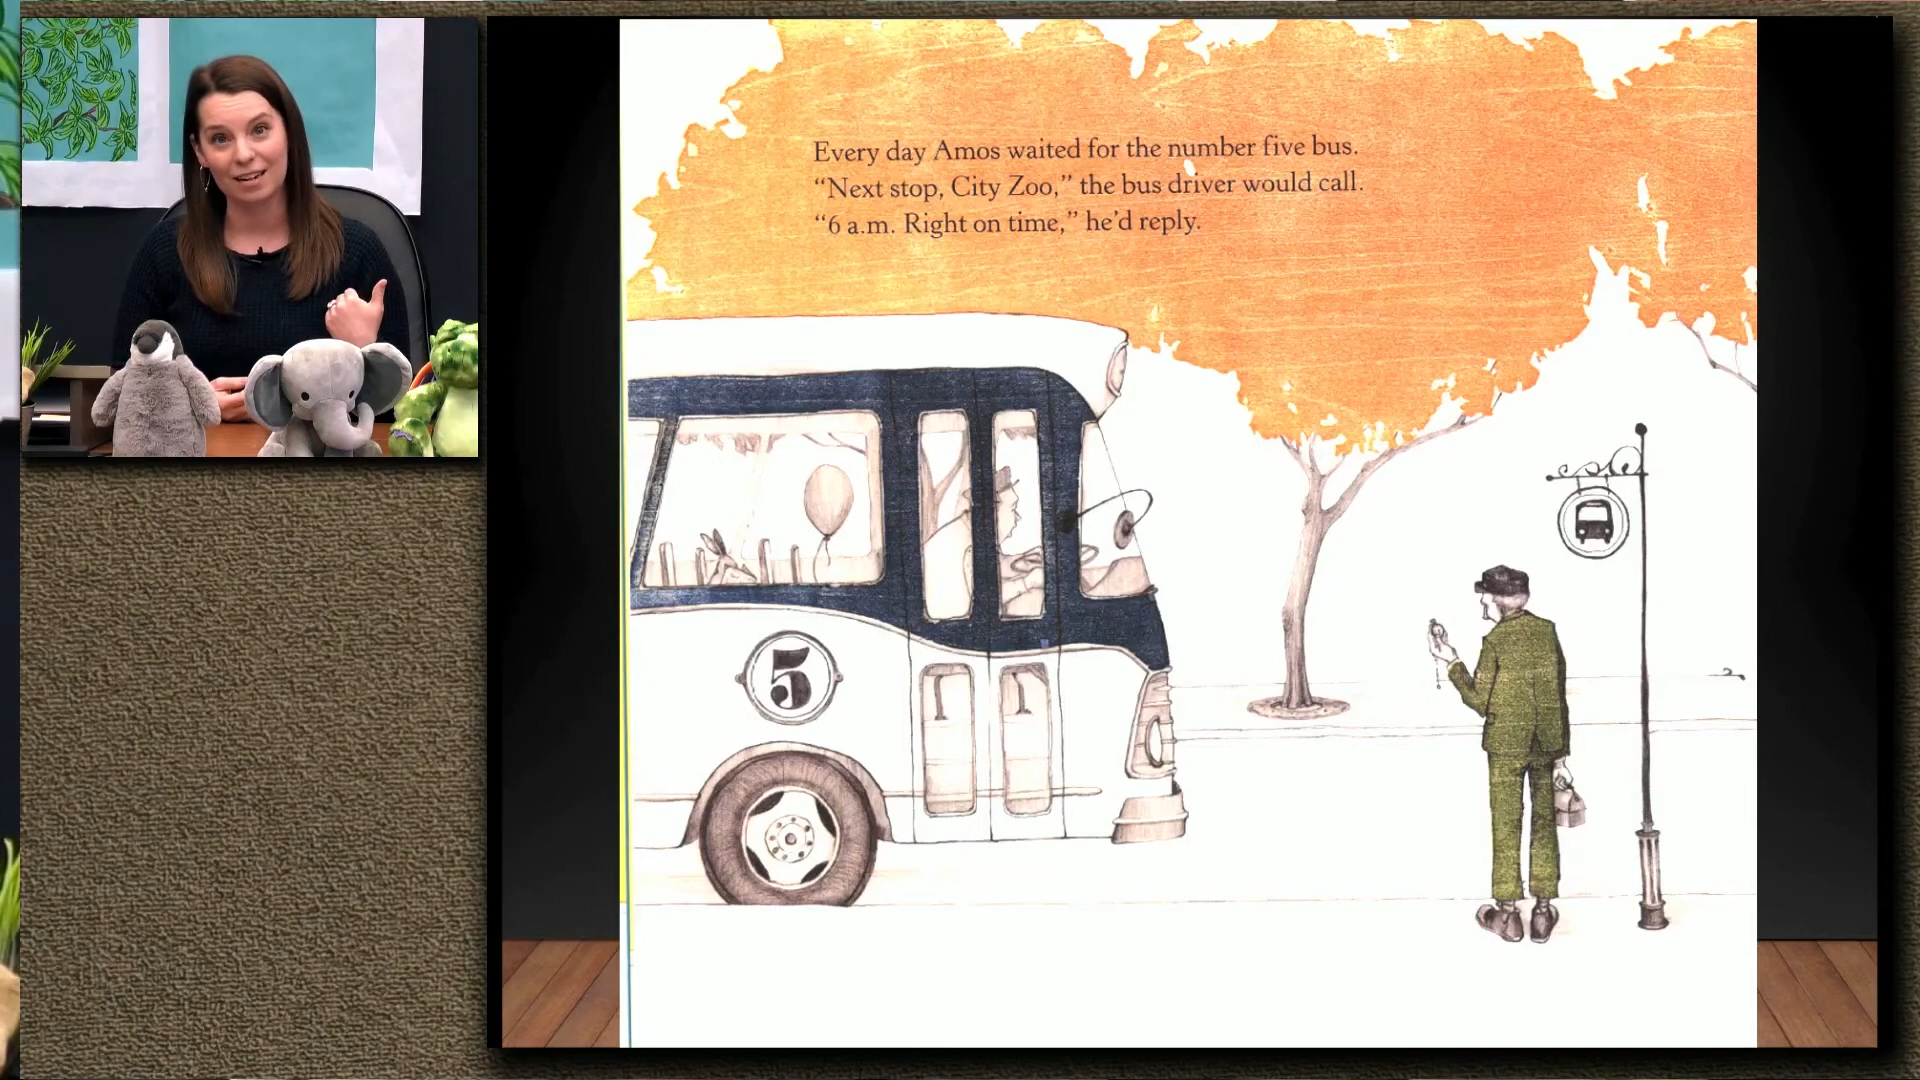 Every day Amos waited for the number five bus.
“Next stop, City Zoo,” the bus driver would call.
“6 a.m. Right on time,” he’d reply.
5